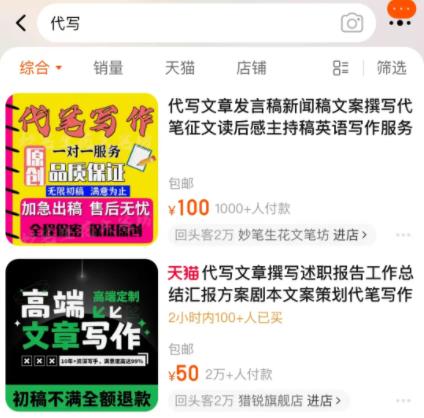 代写
综合 销量 天猫 店铺 筛选
代笔写作
原创
一对一服务
品质保证
无限初稿 满意为止
加急出稿 售后无忧
全程保密 保证原创
代写文章发言稿新闻稿文案撰写代
笔征文读后感主持稿英语写作服务
包邮
¥100 1000+人付款
回头客2万 妙笔生花文笔坊 进店>
高端
高端定制
文章写作
10年+资深写手,满意度高达99%
初稿不满全额退款
天猫 代写文章撰写述职报告工作总
结汇报方案剧本文案策划代笔写作
2小时内100+人已买
包邮
¥50 2万+人付款
回头客2万 猎锐旗舰店 进店>